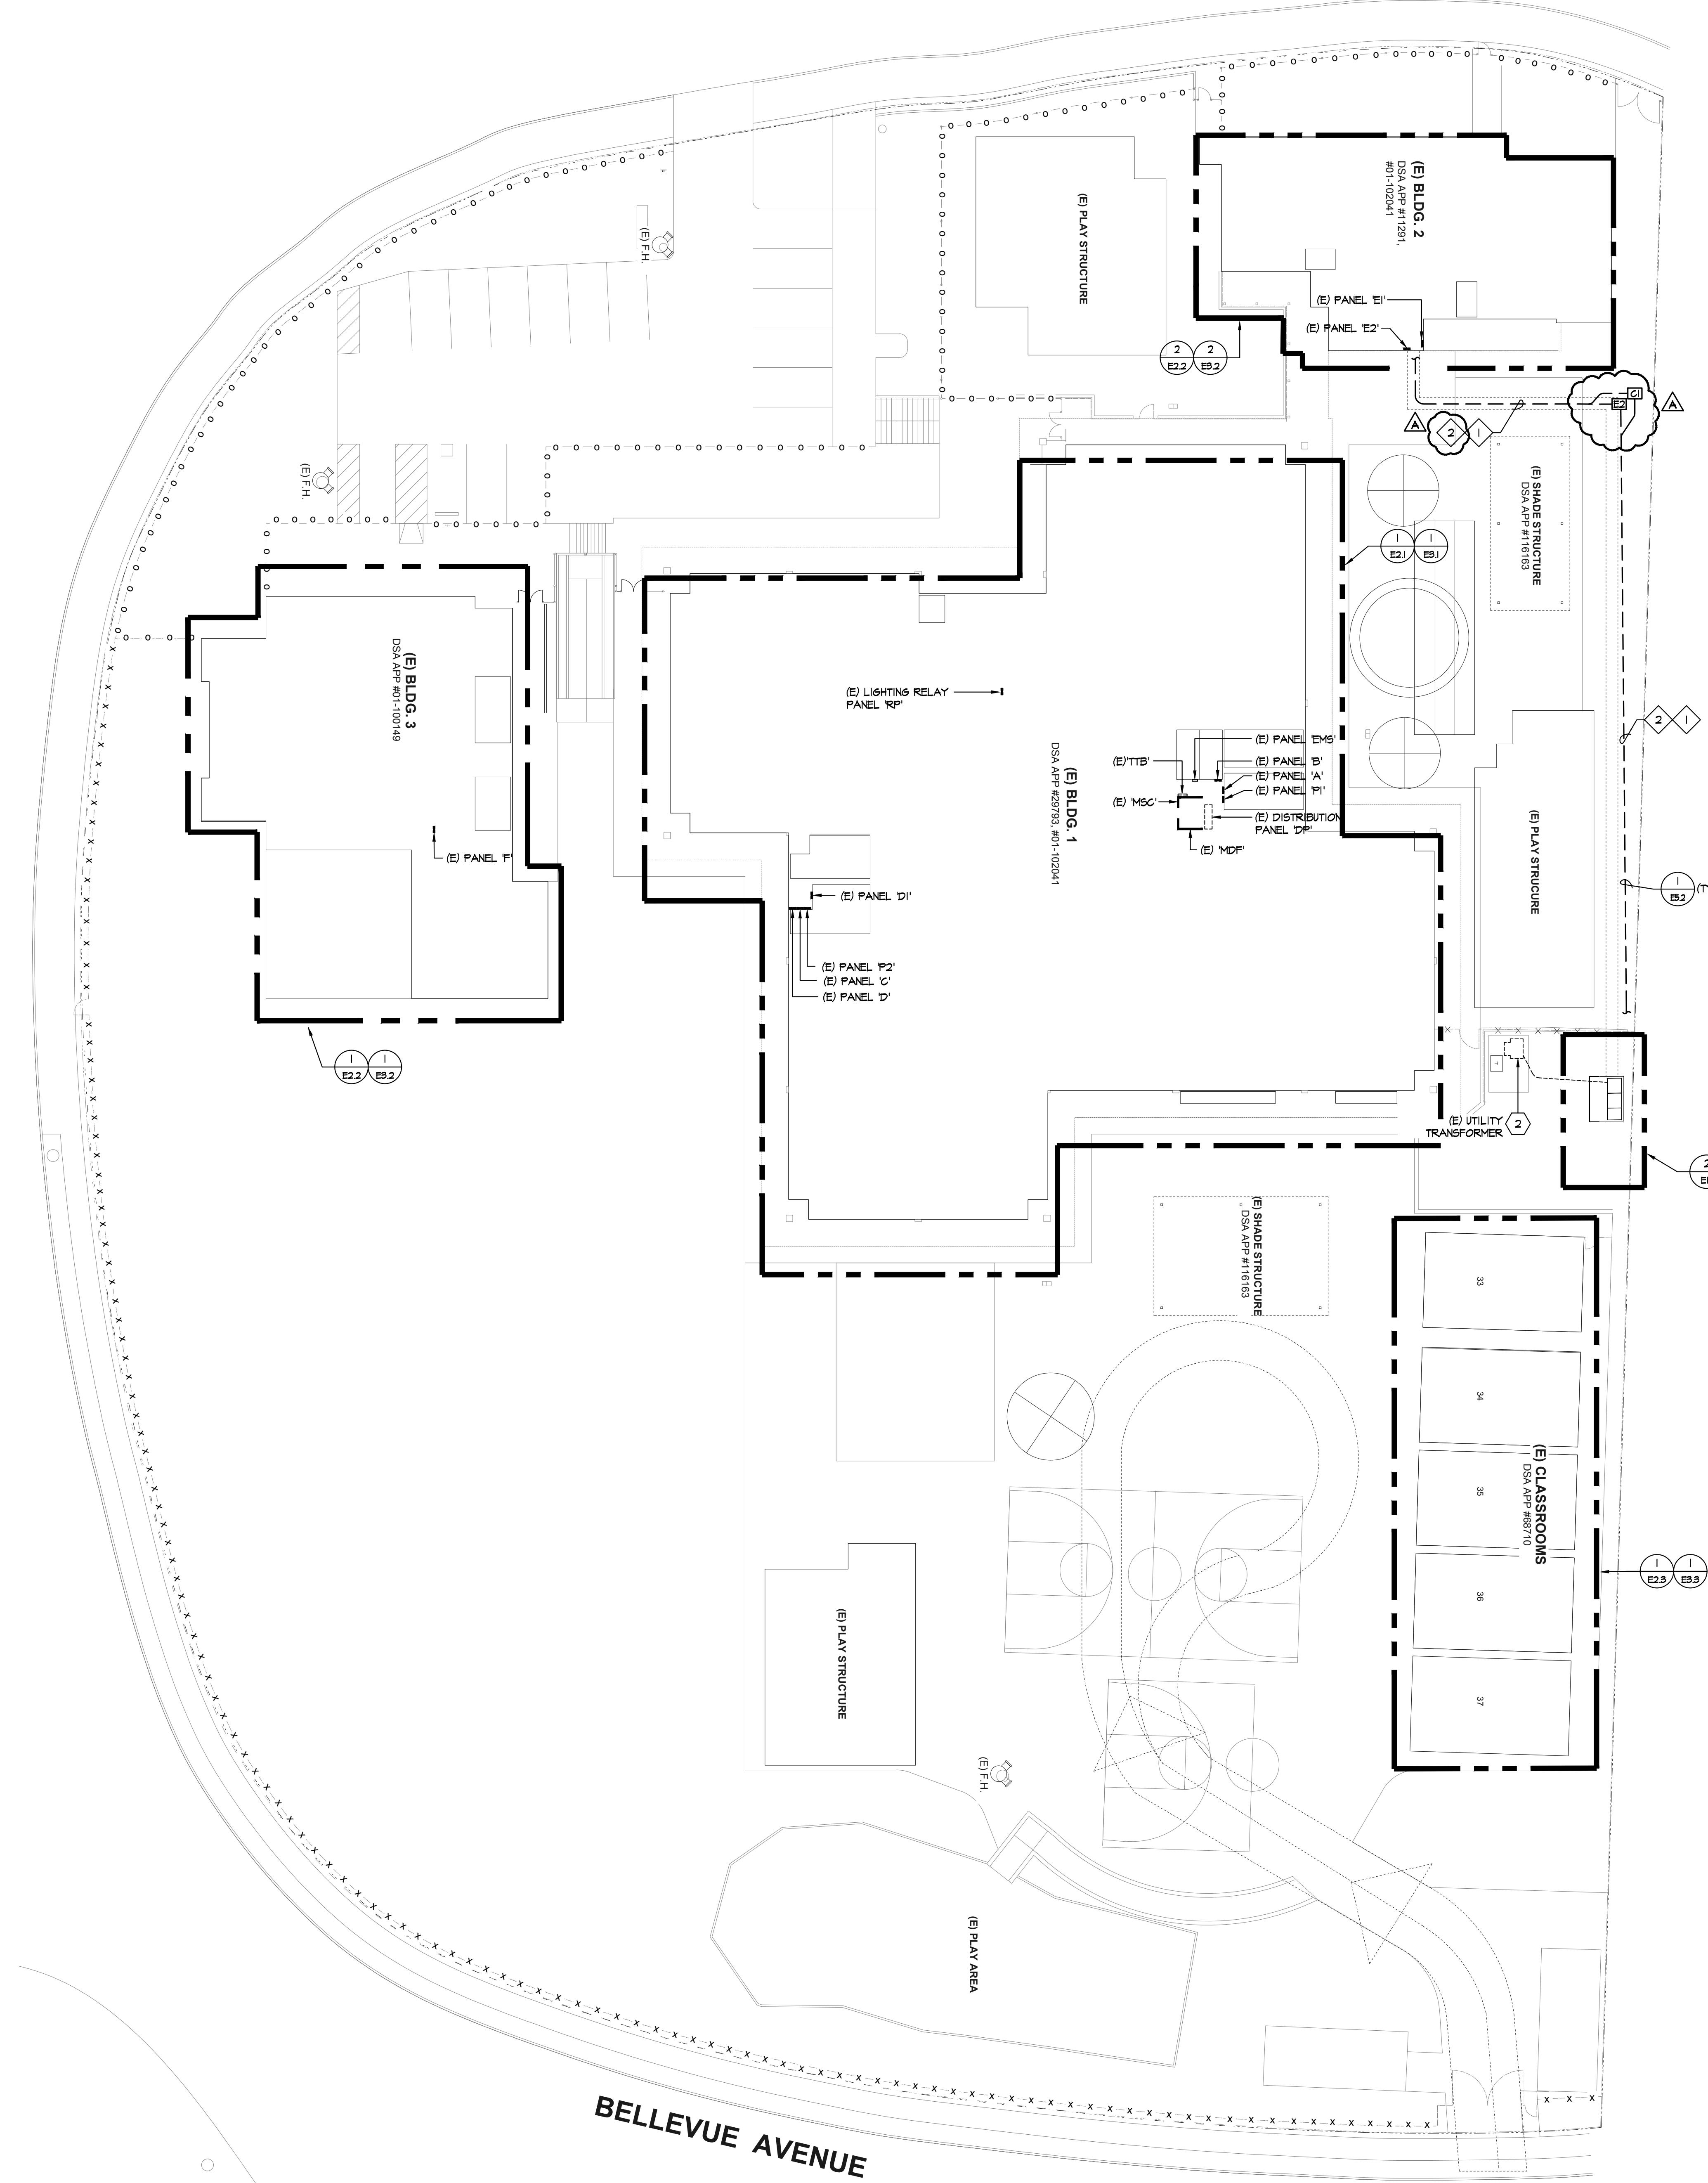 (E) BLDG. 2
DSA APP #11291,
#01-102041
(E) PLAY STRUCTURE
(E) F.H.
(E) PANEL 'E1'
(E) PANEL 'E2'
2
E2.2
2
E3.2
E2
C1
A
A
2
1
(E) SHADE STRUCTURE
DSA APP #116163
(E) F.H.
1
E2.1
1
E3.1
(E) BLDG. 3
DSA APP #01-100149
(E) LIGHTING RELAY
PANEL 'RP'
(E) BLDG. 1
DSA APP #29793, #01-102041
(E) PANEL 'EMS'
(E) PANEL 'B'
(E) PANEL 'A'
(E) PANEL 'P1'
(E) DISTRIBUTION
PANEL 'DP'
(E)'TTB'
(E) 'MSC'
(E) 'MDF'
2
1
(E) PLAY STRUCURE
1
E5.2
(T
(E) PANEL 'F'
(E) PANEL 'D1'
(E) PANEL 'P2'
(E) PANEL 'C'
(E) PANEL 'D'
1
E2.2
1
E3.2
(E) UTILITY
TRANSFORMER
2
2
(E) SHADE STRUCTURE
DSA APP #116163
33
34
35
36
37
(E) CLASSROOMS
DSA APP #68710
1
E2.3
1
E3.3
(E) PLAY STRUCTURE
(E) F.H.
(E) PLAY AREA
BELLEVUE AVENUE